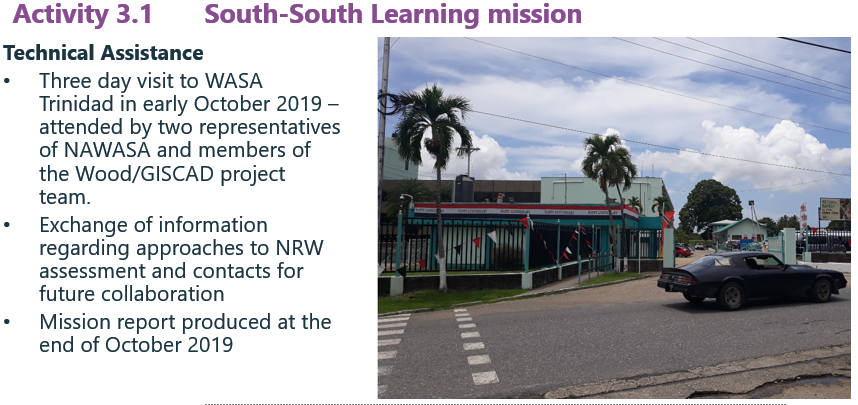 Activity 3.1 South-South Learning mission
Technical Assistance
• Three day visit to WASA
Trinidad in early October 2019 –
attended by two representatives
of NAWASA and members of
the Wood/GISCAD project
team.
• Exchange of information
regarding approaches to NRW
assessment and contacts for
future collaboration
• Mission report produced at the
end of October 2019